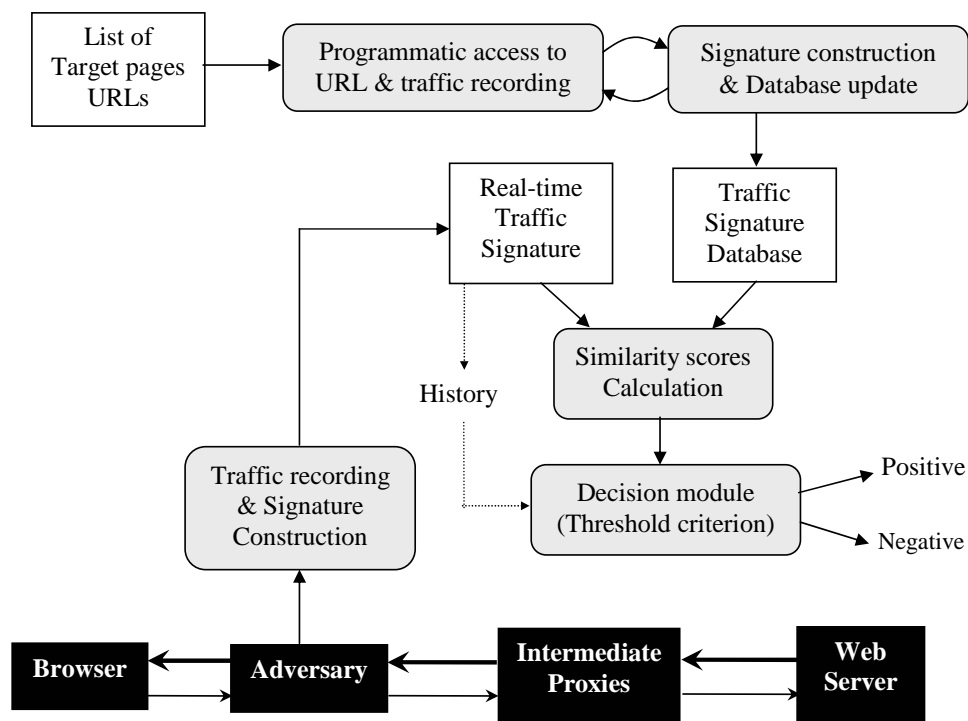 List of
Target pages
URLs
Programmatic access to
URL & traffic recording
Signature construction
& Database update
Real-time
Traffic
Signature
Traffic
Signature
Database
Similarity scores
Calculation
History
Traffic recording
& Signature
Construction
Decision module
(Threshold criterion)
Positive
Negative
Browser
Adversary
Intermediate
Proxies
Web
Server